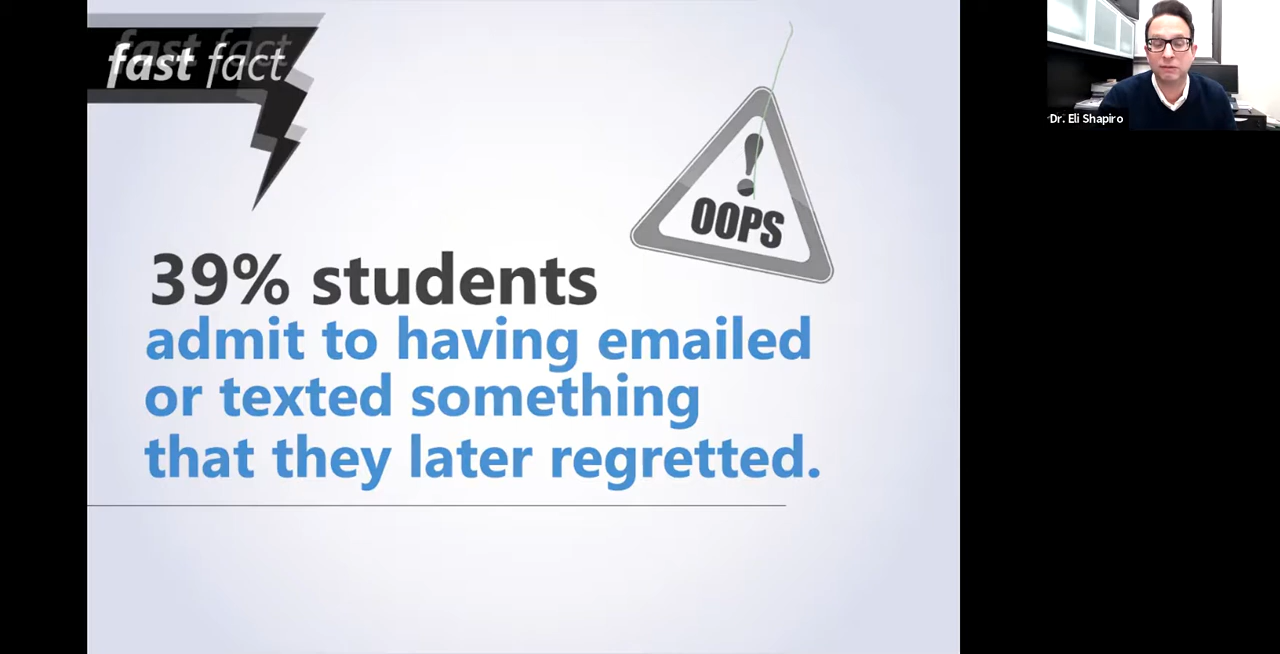 fast fact
OOPS
39% students
admit to having emailed
or texted something
that they later regretted.
Dr. Eli Shapiro